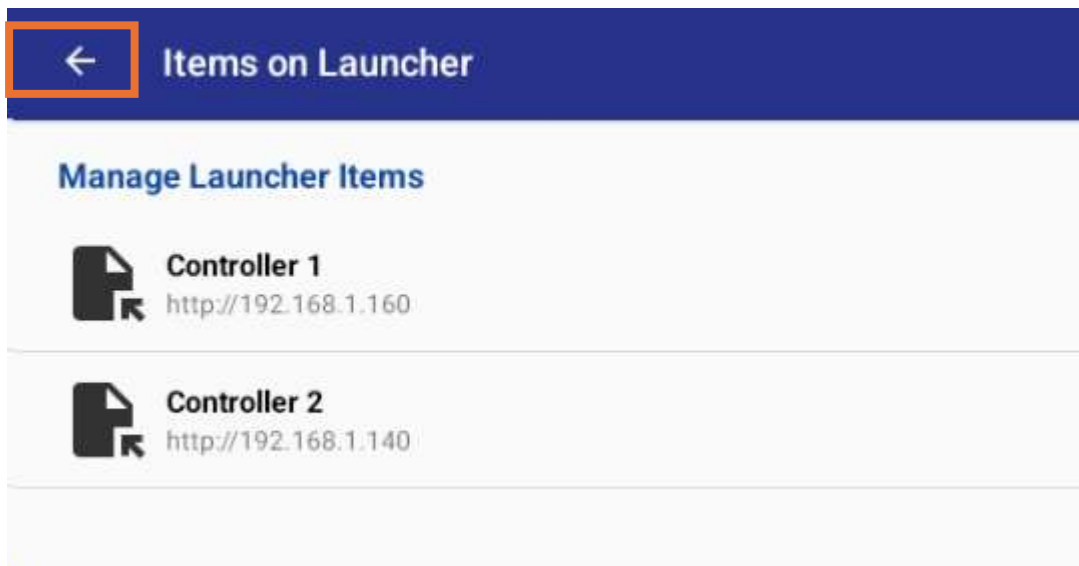 Items on Launcher
Manage Launcher Items
Controller 1
http://192.168.1.160
Controller 2
http://192.168.1.140